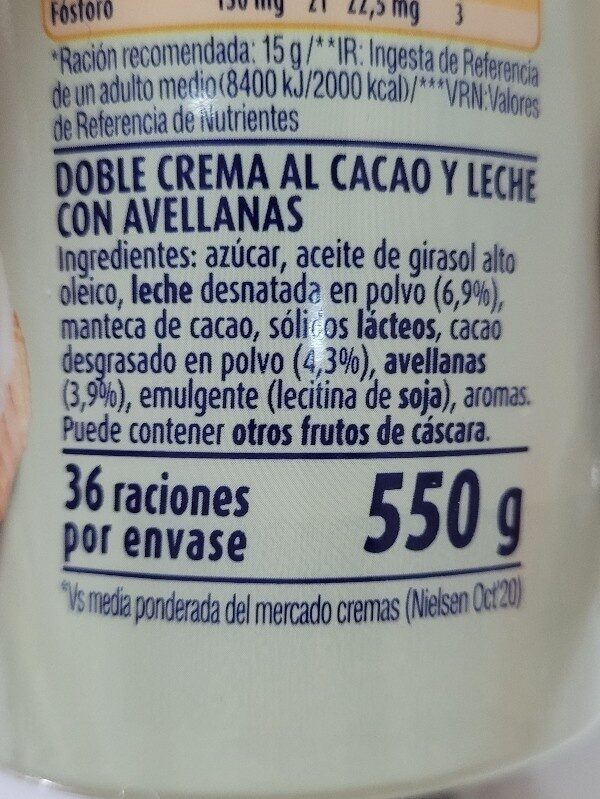 Fósforo 150 mg 21 22,5 mg 3
*Ración recomendada: 15 g/**IR: Ingesta de Referencia
de un adulto medio(8400 kJ/2000 kcal)/***VRN:Valores
de Referencia de Nutrientes
DOBLE CREMA AL CACAO Y LECHE
CON AVELLANAS
Ingredientes: azúcar, aceite de girasol alto
oleico, leche desnatada en polvo (6,9%),
manteca de cacao, sólidos lácteos, cacao
desgrasado en polvo (4,3%), avellanas
(3,9%), emulgente (lecitina de soja), aromas.
Puede contener otros frutos de cáscara.
36 raciones
por envase
550 g
*Vs media ponderada del mercado cremas (Nielsen Oct'20)